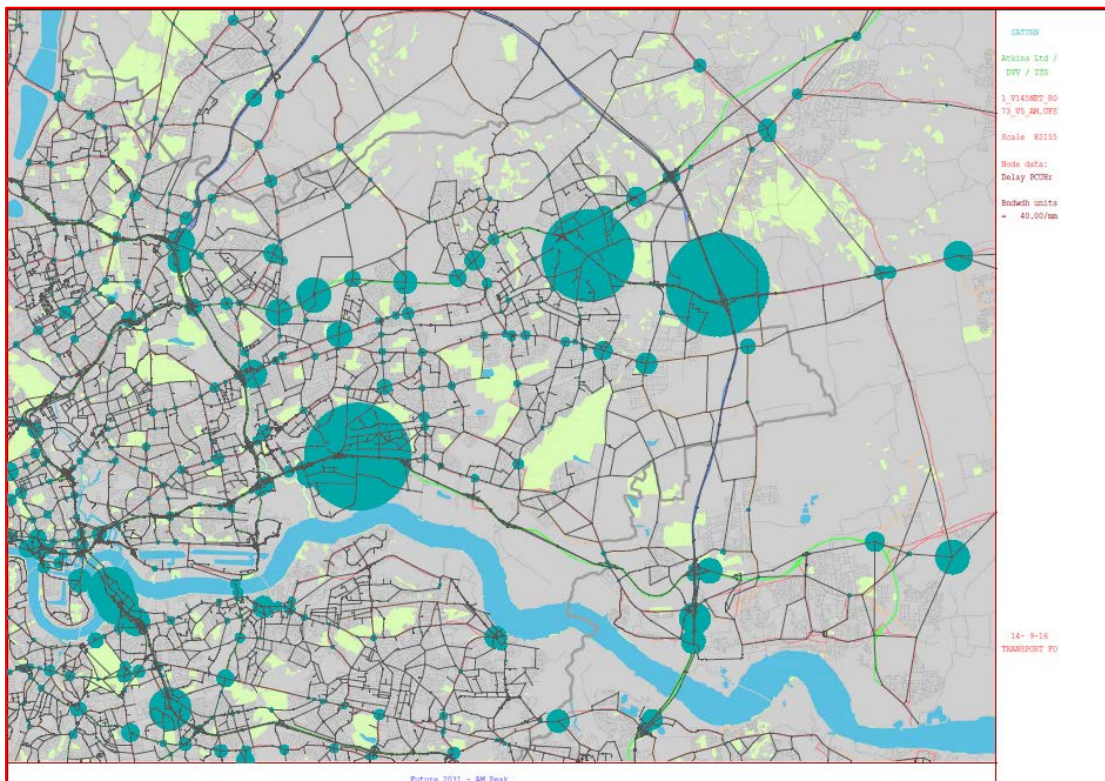 SATURN
Atkins Ltd /
DVV / ITS
1_V145NET_RO
73_V5_AM.UFS
Scale 82155
Node data:
Delay PCUHr
Bndwdh units
= 40.00/mm
14- 9-16
TRANSPORT FO
Future 2031 - AM Peak